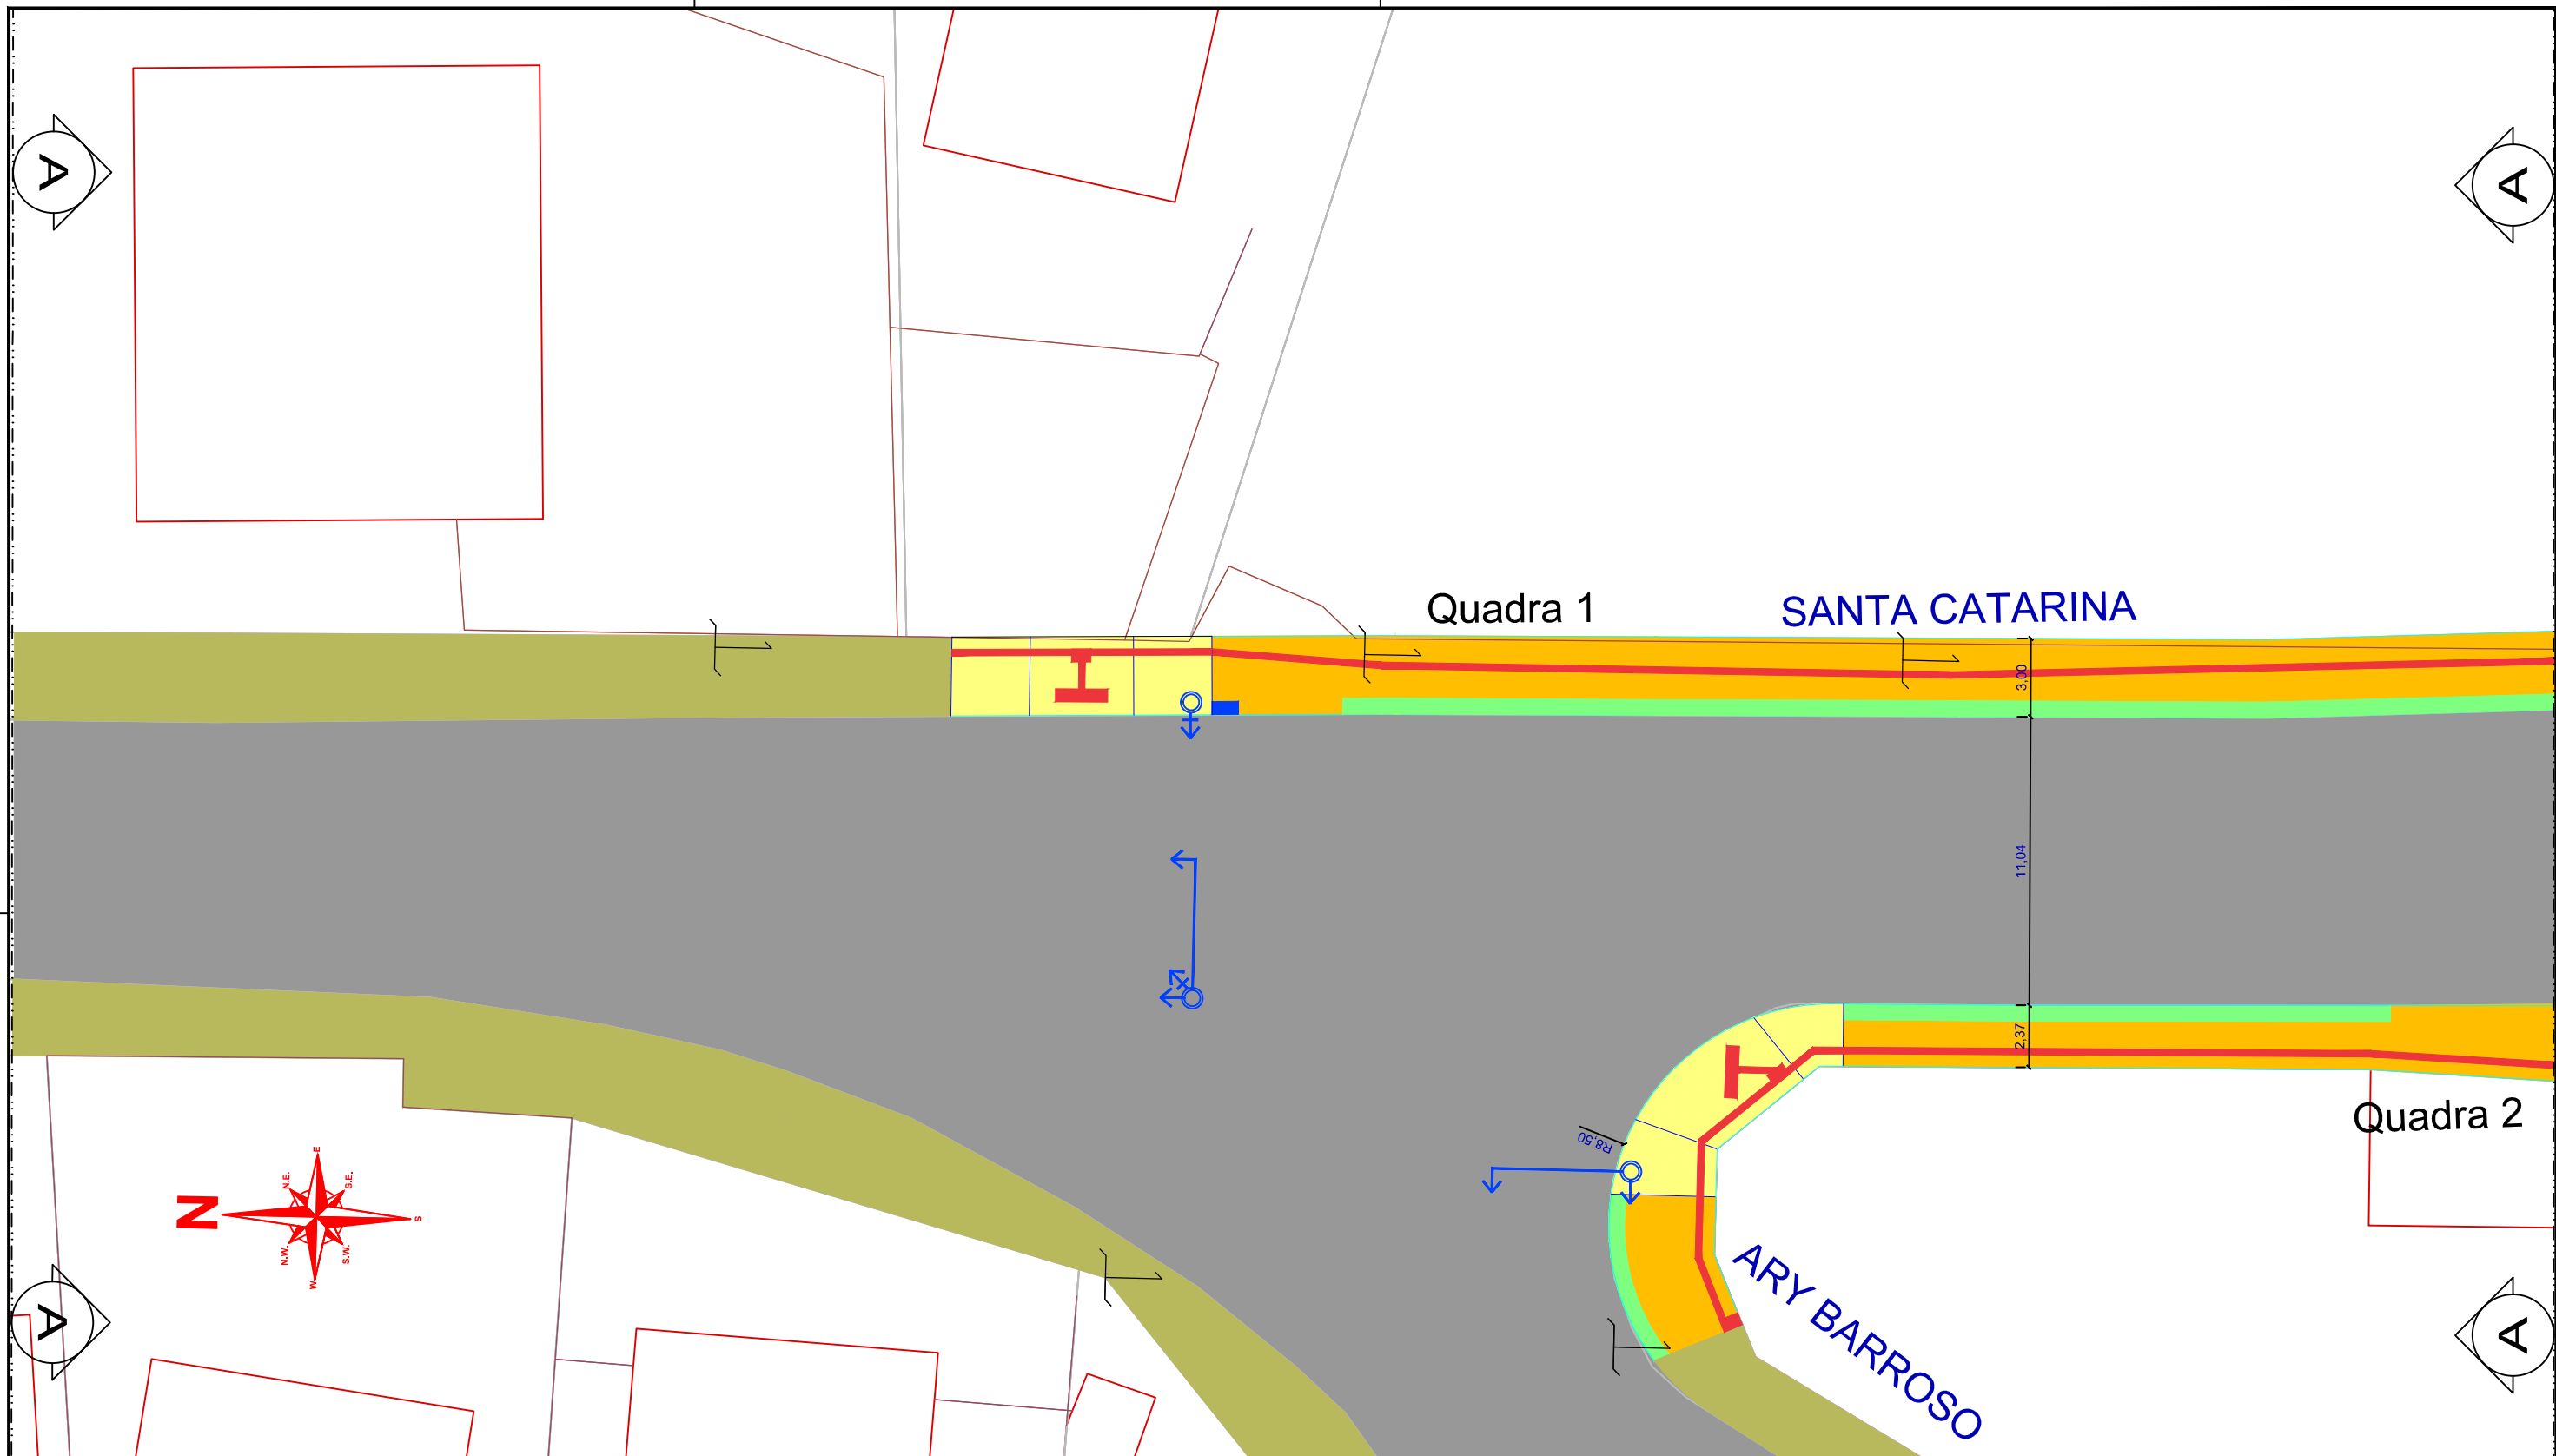 A
A
Quadra 1
SANTA CATARINA
3,00
11,04
2,37
Quadra 2
R8,50
N
N.E.
E
S.E.
S
S.W.
W
N.W.
ARY BARROSO
A
A